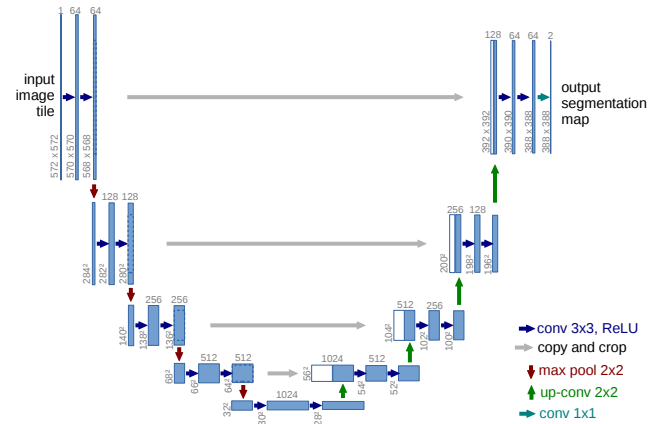 1 64 64
input
image
tile
572 x 572
570 x 570
568 x 568
128 64 64 2
output
segmentation
map
392 x 392
390 x 390
388 x 388
388 x 388
128 128
284²
282²
280²
256 128
200²
198²
196²
256 256
140²
138²
136²
512 256
104²
102²
100²
512 512
68²
66²
64²
1024 512
56²
54²
52²
1024
32²
30²
28²
conv 3x3, ReLU
copy and crop
max pool 2x2
up-conv 2x2
conv 1x1